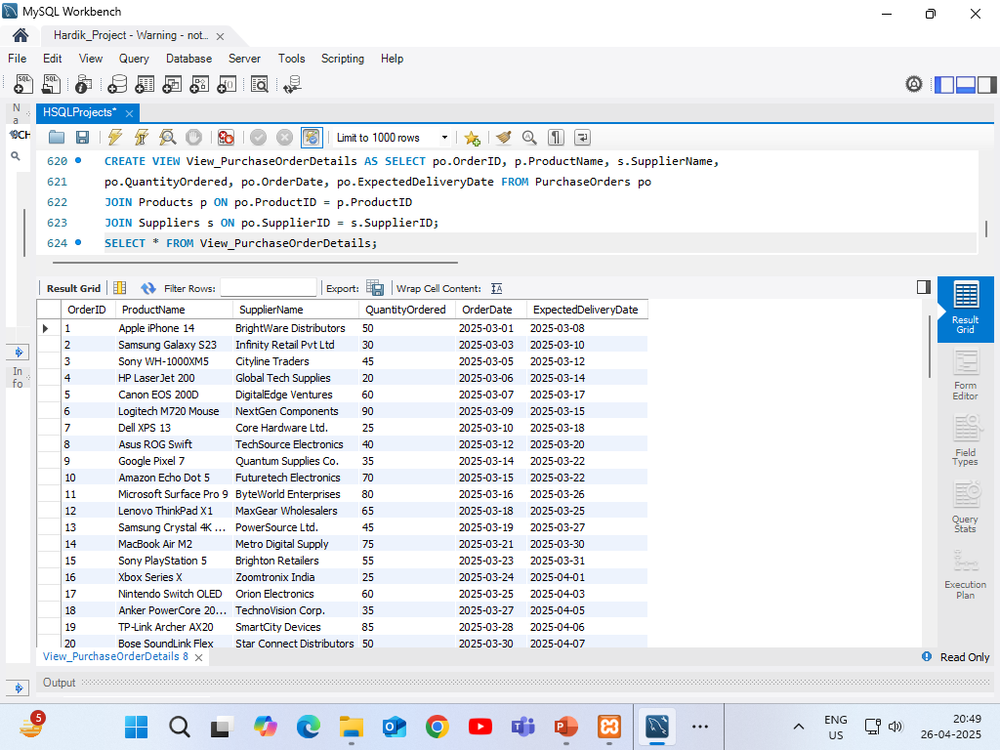 MySQL Workbench
Hardik_Project - Warning - not...
File Edit View Query Database Server Tools Scripting Help
SQL SQL
Na
CH
HSQLProjects*
Limit to 1000 rows
620 CREATE VIEW View_PurchaseOrderDetails AS SELECT po.OrderID, p.ProductName, s.SupplierName,
621 po.QuantityOrdered, po.OrderDate, po.ExpectedDeliveryDate FROM PurchaseOrders po
622 JOIN Products p ON po.ProductID = p.ProductID
623 JOIN Suppliers s ON po.SupplierID = s.SupplierID;
624 SELECT * FROM View_PurchaseOrderDetails;
Result Grid Filter Rows: Export: Wrap Cell Content:
OrderID ProductName SupplierName QuantityOrdered OrderDate ExpectedDeliveryDate
1 Apple iPhone 14 BrightWare Distributors 50 2025-03-01 2025-03-08
2 Samsung Galaxy S23 Infinity Retail Pvt Ltd 30 2025-03-03 2025-03-10
3 Sony WH-1000XM5 Cityline Traders 45 2025-03-05 2025-03-12
4 HP LaserJet 200 Global Tech Supplies 20 2025-03-06 2025-03-14
5 Canon EOS 200D DigitalEdge Ventures 60 2025-03-07 2025-03-17
6 Logitech M720 Mouse NextGen Components 90 2025-03-09 2025-03-15
7 Dell XPS 13 Core Hardware Ltd. 25 2025-03-10 2025-03-18
8 Asus ROG Swift TechSource Electronics 40 2025-03-12 2025-03-20
9 Google Pixel 7 Quantum Supplies Co. 35 2025-03-14 2025-03-22
10 Amazon Echo Dot 5 Futuretech Electronics 70 2025-03-15 2025-03-22
11 Microsoft Surface Pro 9 ByteWorld Enterprises 80 2025-03-16 2025-03-26
12 Lenovo ThinkPad X1 MaxGear Wholesalers 65 2025-03-18 2025-03-25
13 Samsung Crystal 4K ... PowerSource Ltd. 45 2025-03-19 2025-03-27
14 MacBook Air M2 Metro Digital Supply 75 2025-03-21 2025-03-30
15 Sony PlayStation 5 Brighton Retailers 55 2025-03-23 2025-03-31
16 Xbox Series X Zoomtronix India 25 2025-03-24 2025-04-01
17 Nintendo Switch OLED Orion Electronics 60 2025-03-25 2025-04-03
18 Anker PowerCore 20... TechnoVision Corp. 35 2025-03-27 2025-04-05
19 TP-Link Archer AX20 SmartCity Devices 85 2025-03-28 2025-04-06
20 Bose SoundLink Flex Star Connect Distributors 50 2025-03-30 2025-04-07
Result Grid
Form Editor
Field Types
Query Stats
Execution Plan
Info
View_PurchaseOrderDetails 8
Read Only
Output
5
ENG
US
20:49
26-04-2025